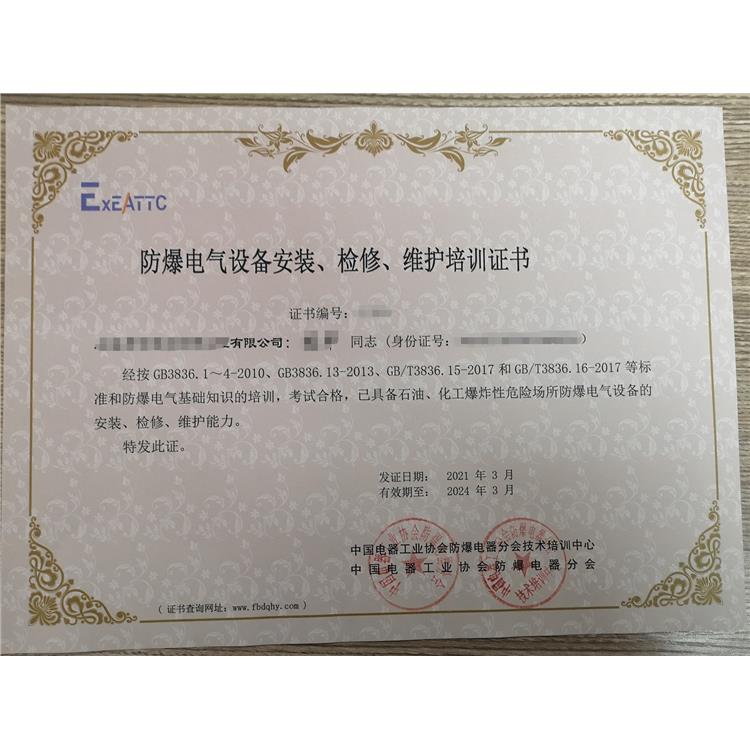 ExEATTC
防爆电气设备安装、检修、维护培训证书
证书编号：
有限公司： 同志（身份证号： ）
经按 GB3836.1～4-2010、GB3836.13-2013、GB/T3836.15-2017 和 GB/T3836.16-2017 等标
准和防爆电气基础知识的培训，考试合格，已具备石油、化工爆炸性危险场所防爆电气设备的
安装、检修、维护能力。
特发此证。
发证日期： 2021 年 3 月
有效期至： 2024 年 3 月
中国电器工业协会防爆电器分会技术培训中心
中国电器工业协会防爆电器分会
（证书查询网址：www.fbdqhy.com）